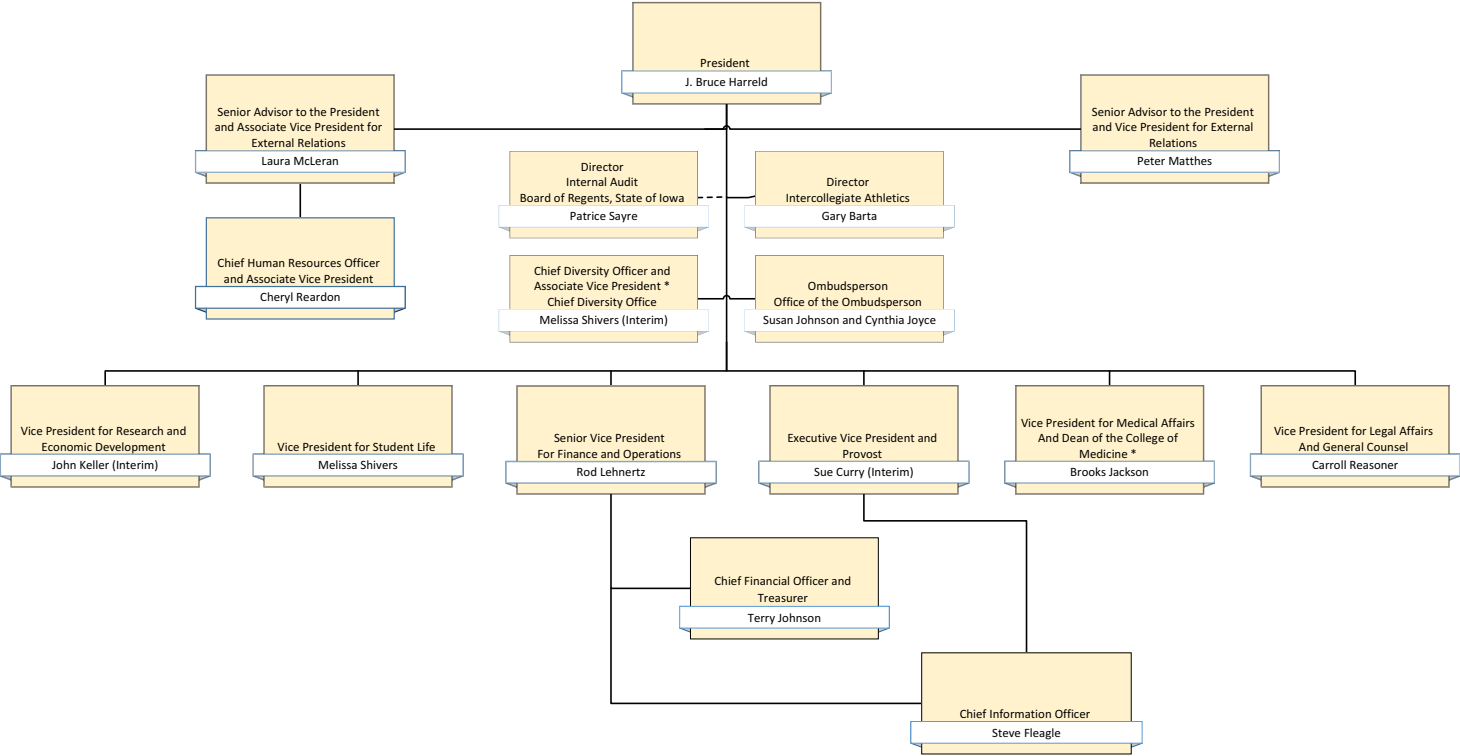 President
J. Bruce Harreld
Senior Advisor to the President
and Associate Vice President for
External Relations
Laura McLeran
Senior Advisor to the President
and Vice President for External
Relations
Peter Matthes
Director
Internal Audit
Board of Regents, State of Iowa
Patrice Sayre
Director
Intercollegiate Athletics
Gary Barta
Chief Human Resources Officer
and Associate Vice President
Cheryl Reardon
Chief Diversity Officer and
Associate Vice President *
Chief Diversity Office
Melissa Shivers (Interim)
Ombudsperson
Office of the Ombudsperson
Susan Johnson and Cynthia Joyce
Vice President for Research and
Economic Development
John Keller (Interim)
Vice President for Student Life
Melissa Shivers
Senior Vice President
For Finance and Operations
Rod Lehnertz
Executive Vice President and
Provost
Sue Curry (Interim)
Vice President for Medical Affairs
And Dean of the College of
Medicine *
Brooks Jackson
Vice President for Legal Affairs
And General Counsel
Carroll Reasoner
Chief Financial Officer and
Treasurer
Terry Johnson
Chief Information Officer
Steve Fleagle